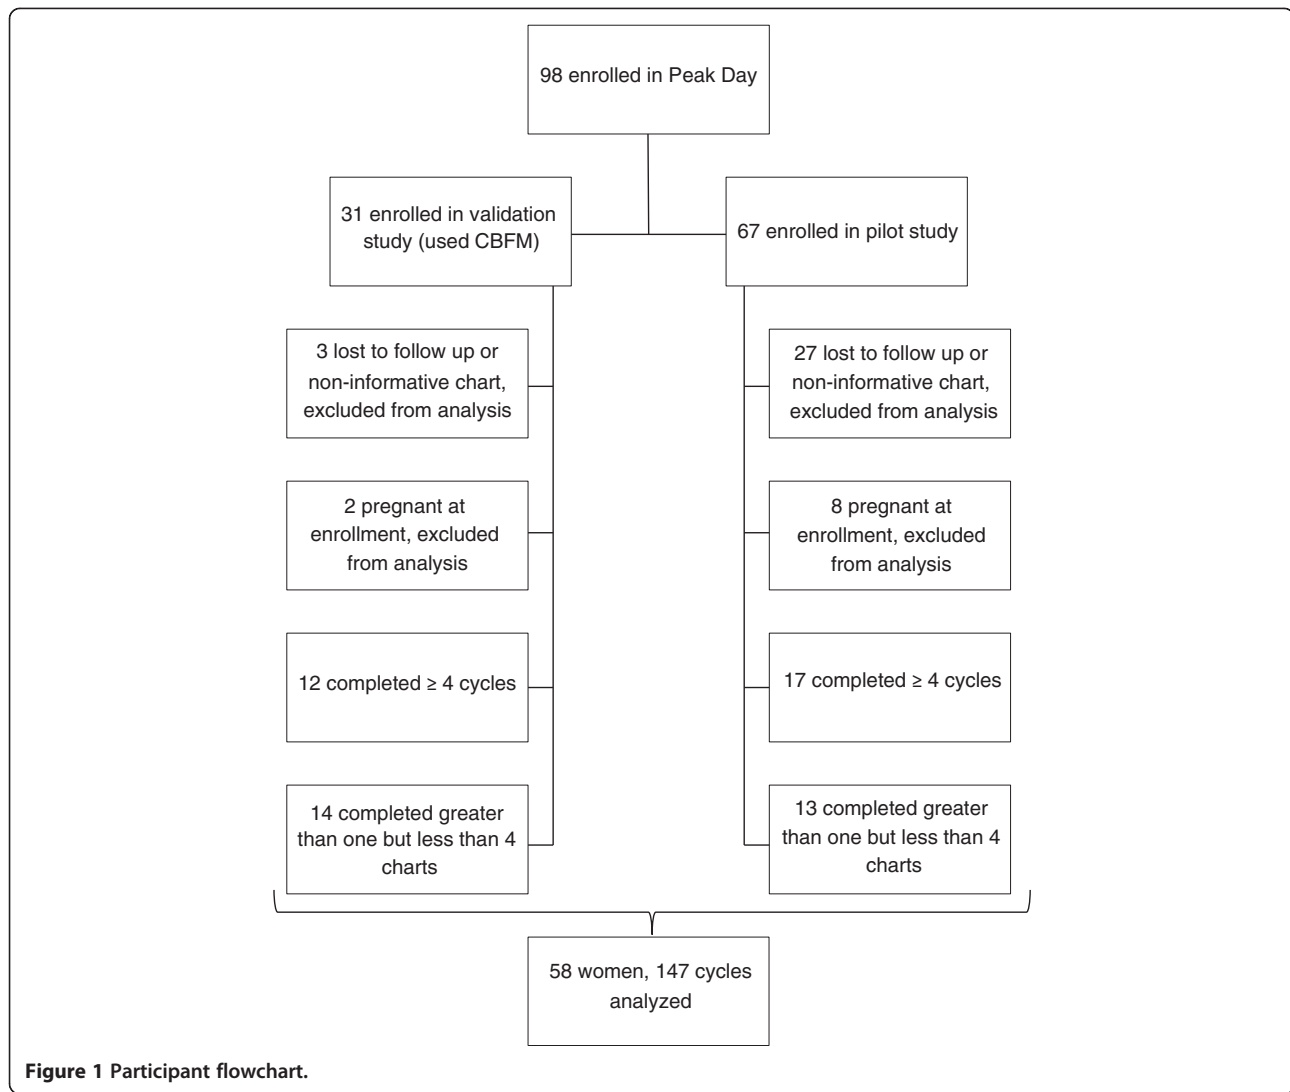 98 enrolled in Peak Day
31 enrolled in validation
study (used CBFM)
67 enrolled in pilot study
3 lost to follow up or
non-informative chart,
excluded from analysis
27 lost to follow up or
non-informative chart,
excluded from analysis
2 pregnant at
enrollment, excluded
from analysis
8 pregnant at
enrollment, excluded
from analysis
12 completed ≥ 4 cycles
17 completed ≥ 4 cycles
14 completed greater
than one but less than 4
charts
13 completed greater
than one but less than 4
charts
58 women, 147 cycles
analyzed
Figure 1 Participant flowchart.